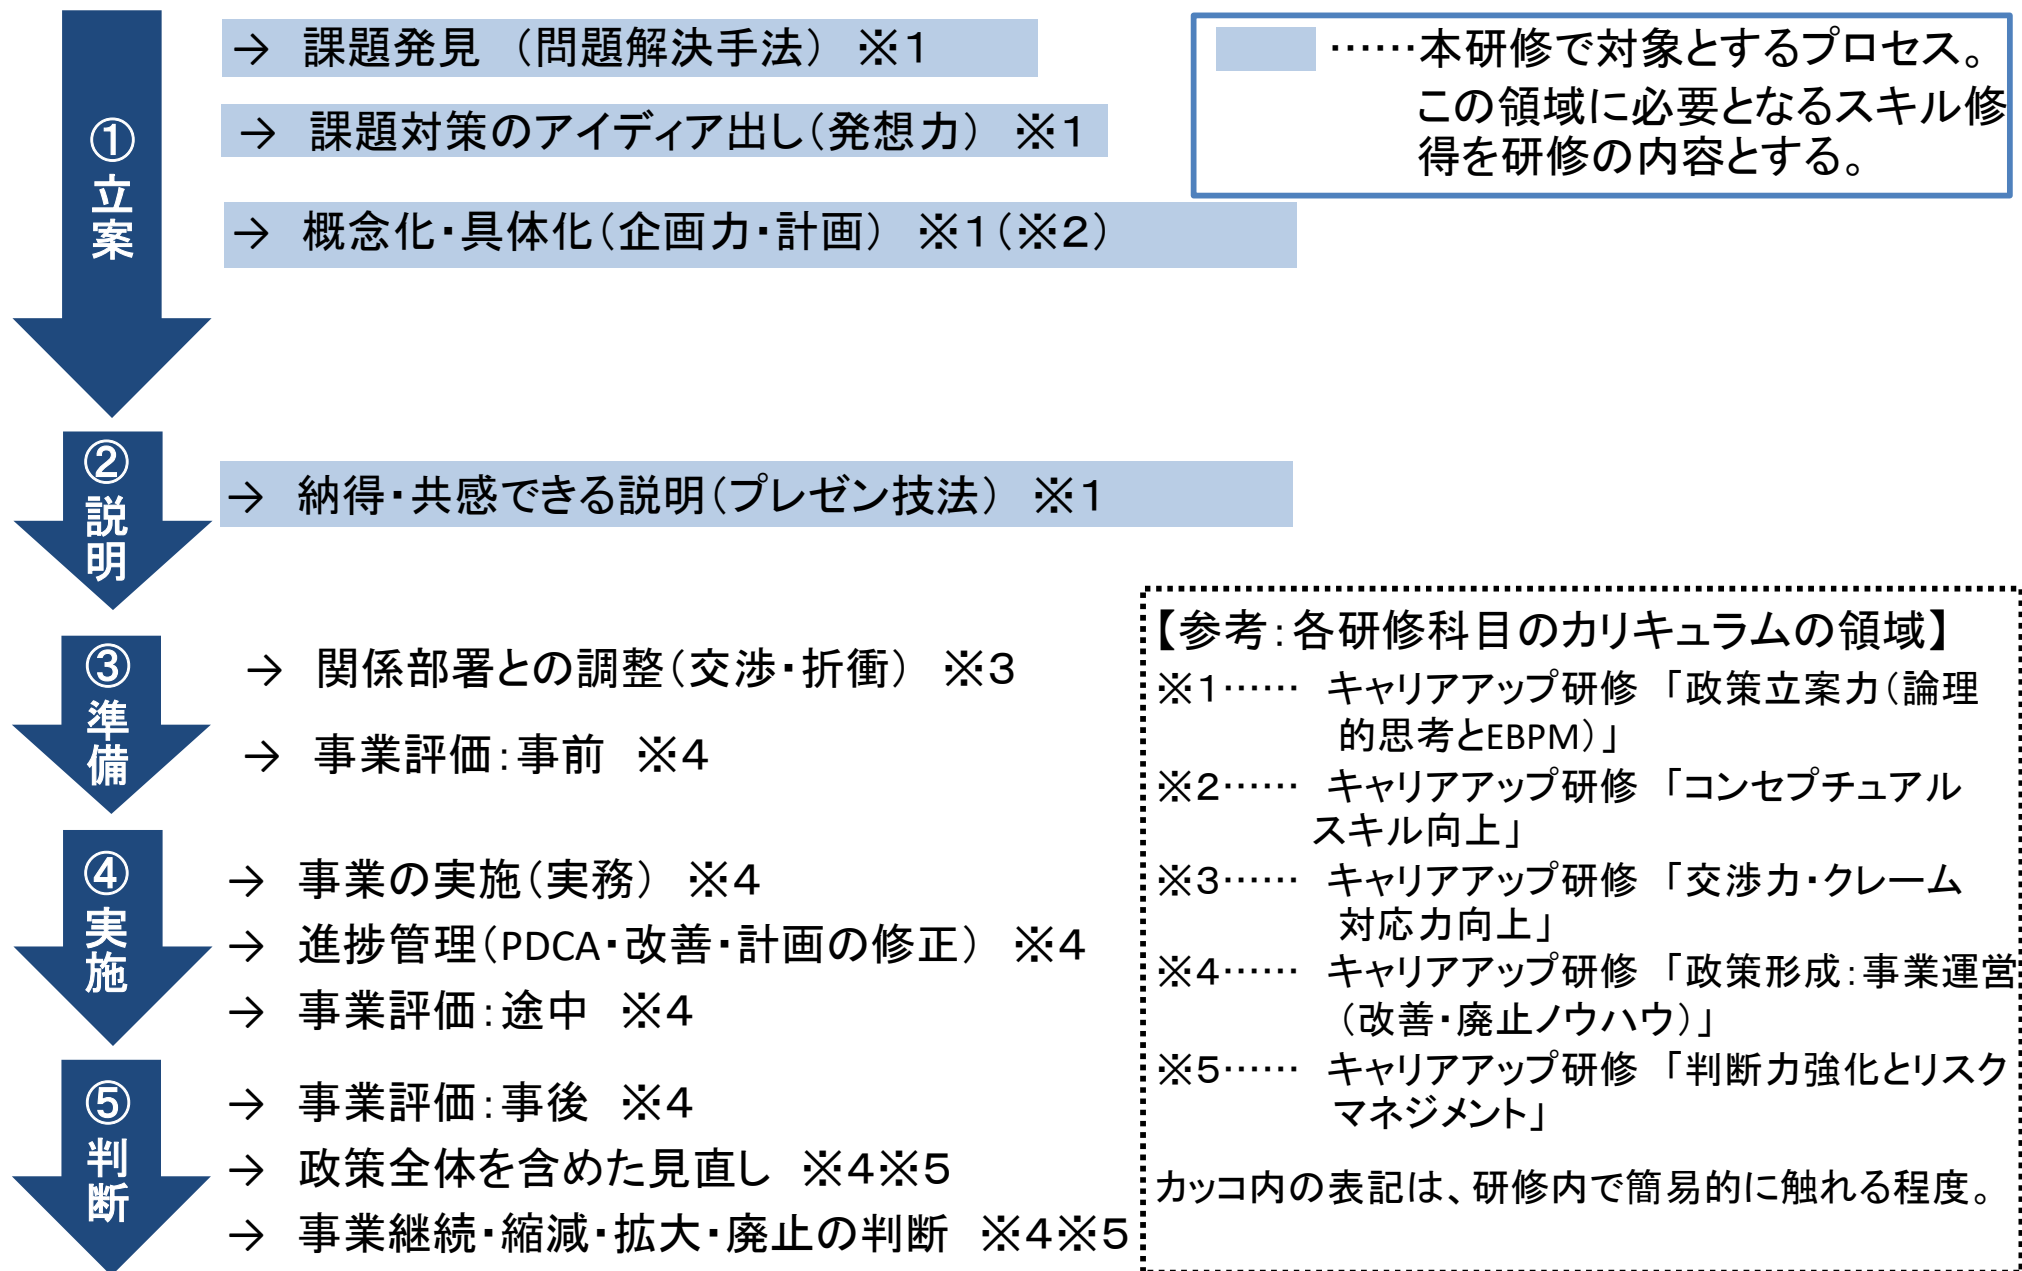 ①立案
→ 課題発見 （問題解決手法） ※1
→ 課題対策のアイディア出し（発想力） ※1
→ 概念化・具体化（企画力・計画） ※1（※2）
……本研修で対象とするプロセス。
この領域に必要となるスキル修
得を研修の内容とする。
②説明
→ 納得・共感できる説明（プレゼン技法） ※1
③準備
→ 関係部署との調整（交渉・折衝） ※3
→ 事業評価：事前 ※4
④実施
→ 事業の実施（実務） ※4
→ 進捗管理（PDCA・改善・計画の修正） ※4
→ 事業評価：途中 ※4
⑤判断
→ 事業評価：事後 ※4
→ 政策全体を含めた見直し ※4※5
→ 事業継続・縮減・拡大・廃止の判断 ※4※5
【参考：各研修科目のカリキュラムの領域】
※1…… キャリアアップ研修 「政策立案力（論理
的思考とEBPM）」
※2…… キャリアアップ研修 「コンセプチュアル
スキル向上」
※3…… キャリアアップ研修 「交渉力・クレーム
対応力向上」
※4…… キャリアアップ研修 「政策形成：事業運営
（改善・廃止ノウハウ）」
※5…… キャリアアップ研修 「判断力強化とリスク
マネジメント」
カッコ内の表記は、研修内で簡易的に触れる程度。